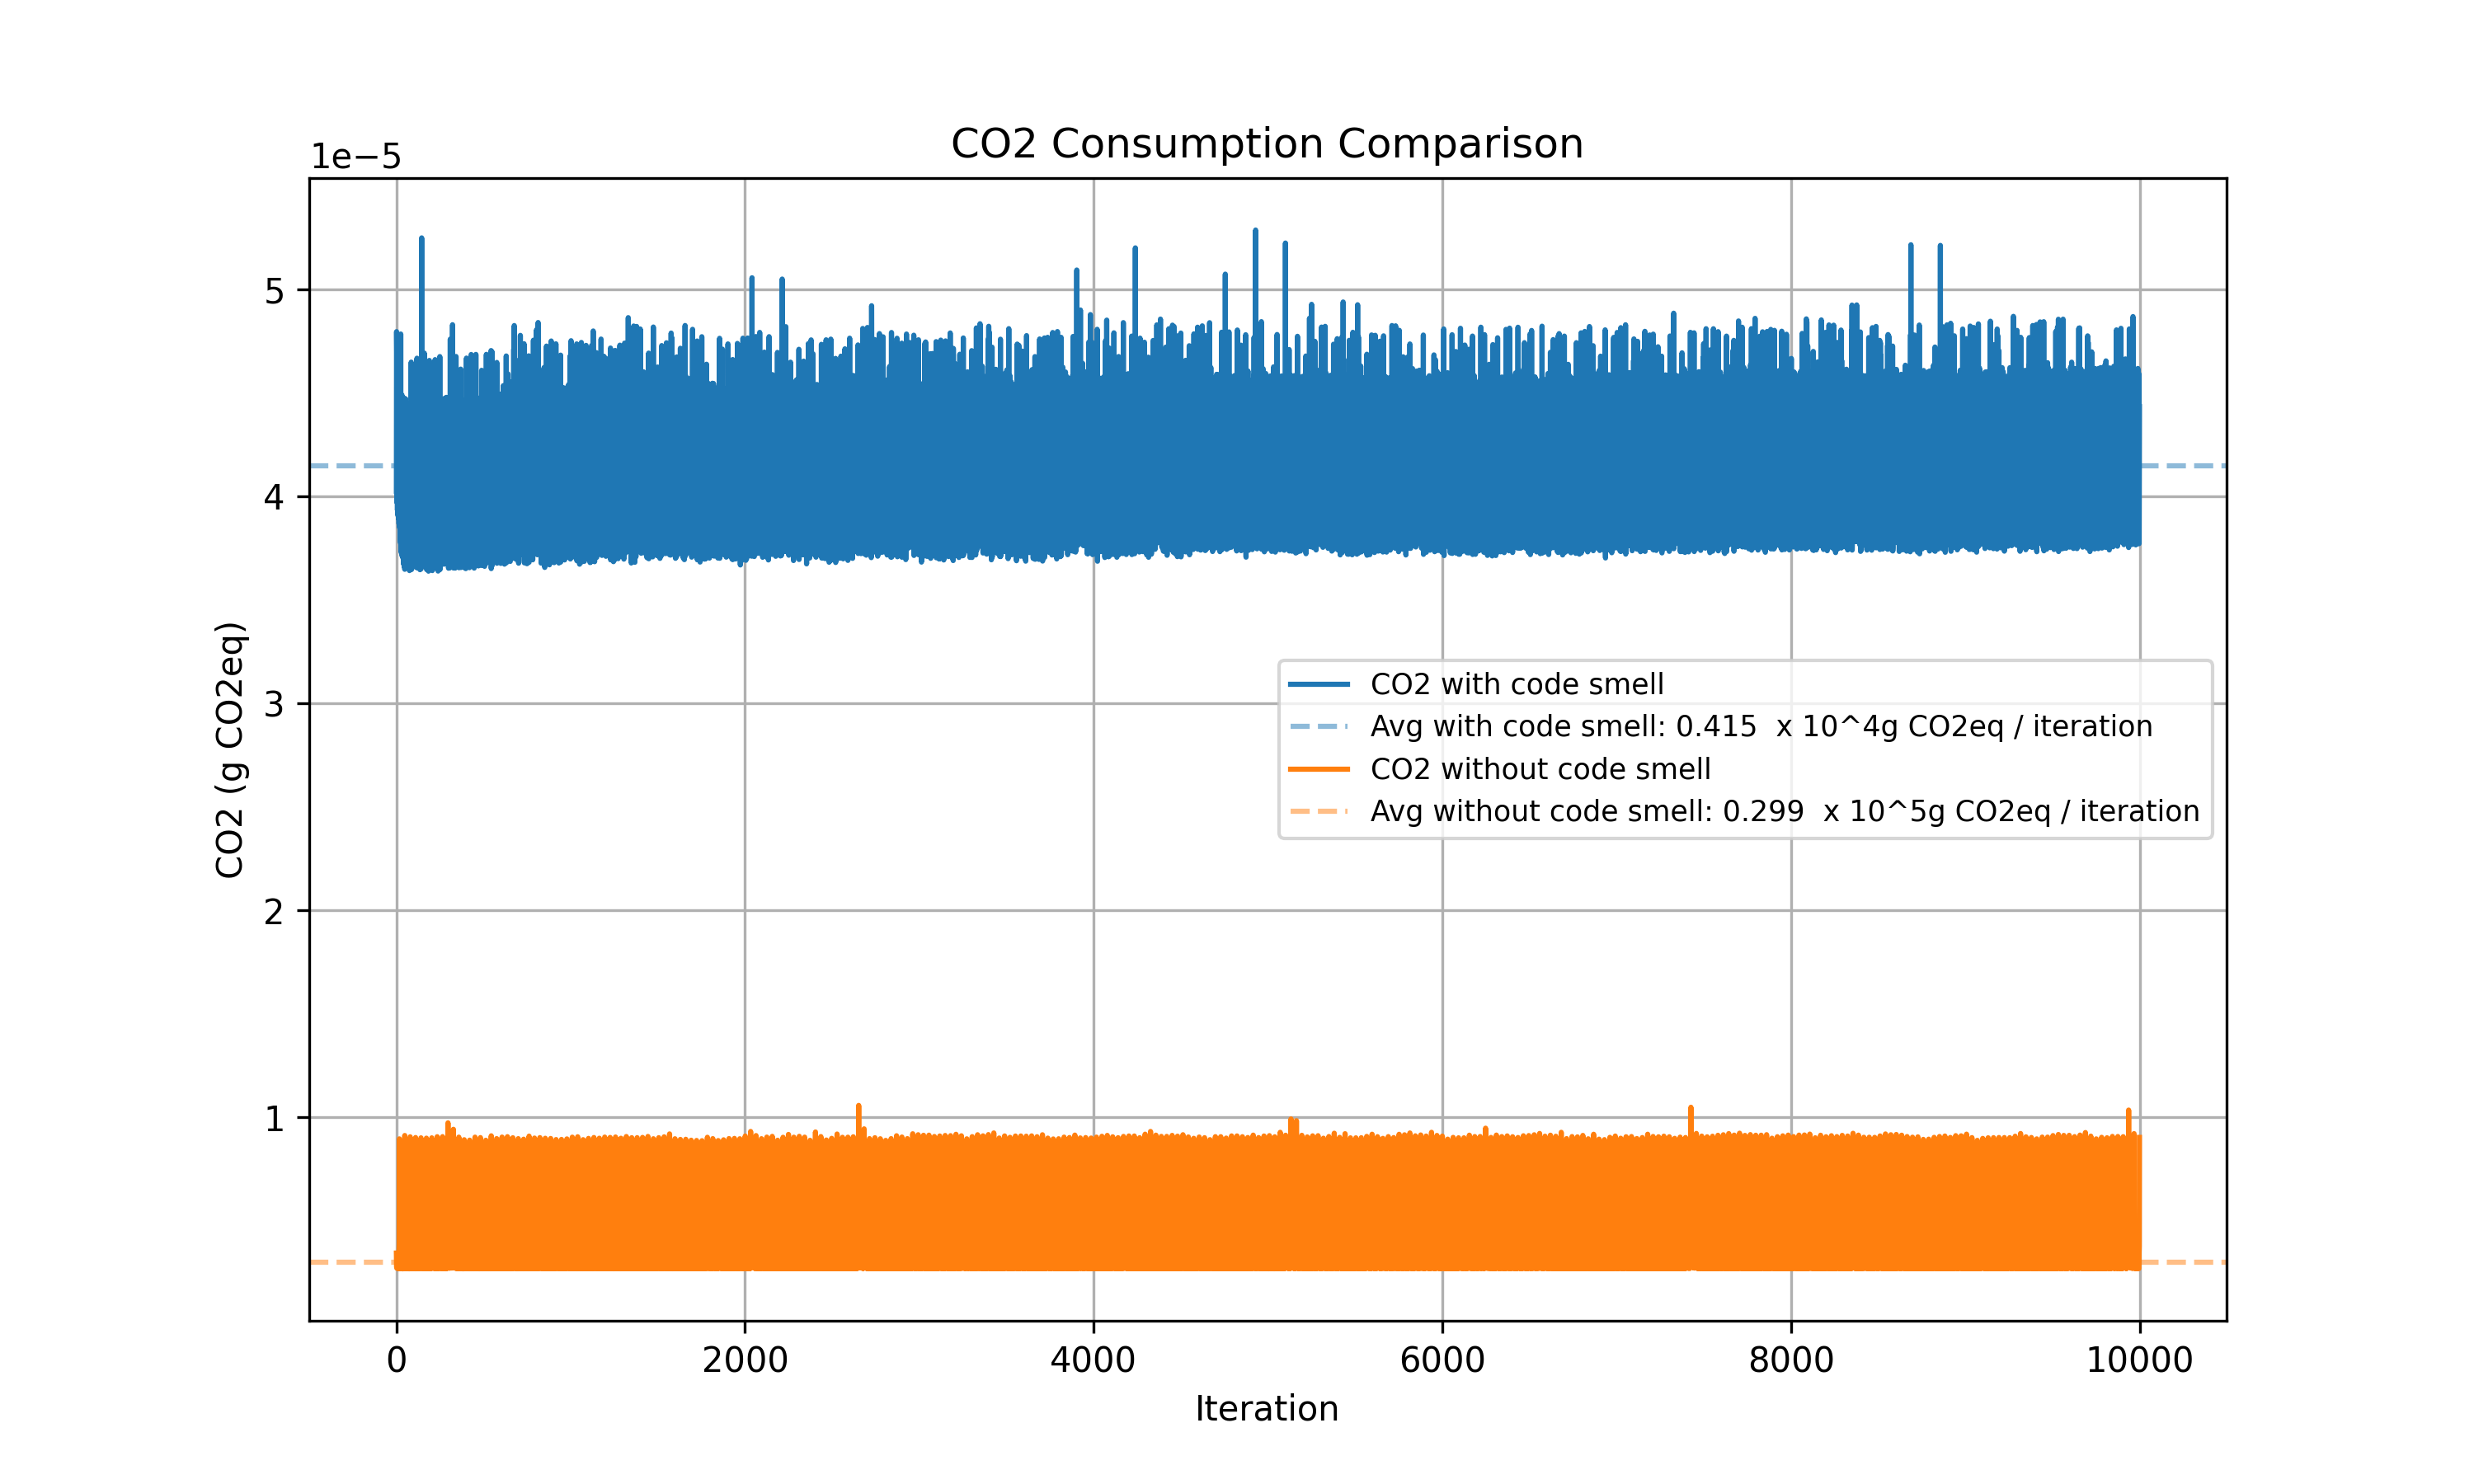 CO2 Consumption Comparison
1e−5
5
4
3
2
1
CO2 (g CO2eq)
CO2 with code smell
Avg with code smell: 0.415  x 10^4g CO2eq / iteration
CO2 without code smell
Avg without code smell: 0.299  x 10^5g CO2eq / iteration
0 2000 4000 6000 8000 10000
Iteration